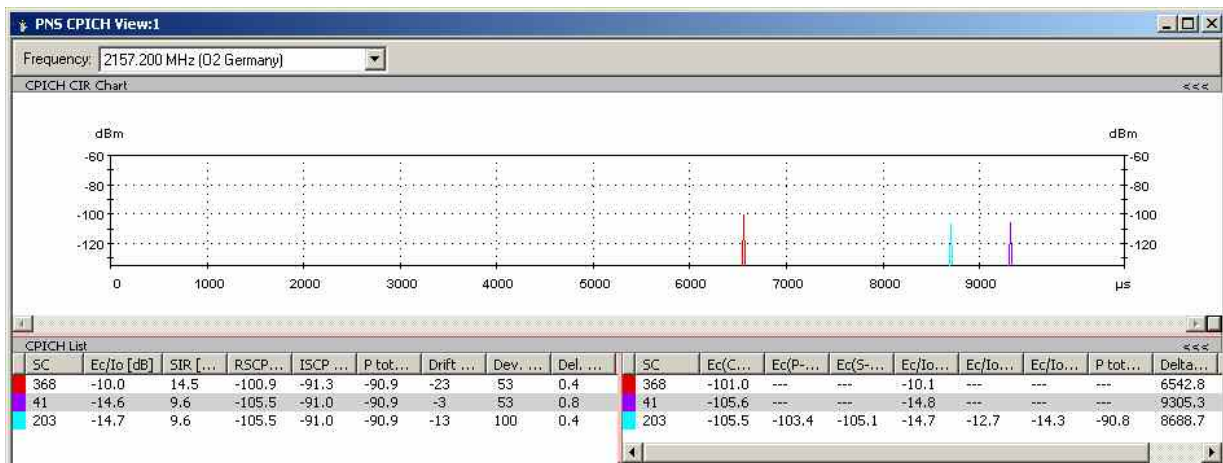 PNS CPICH View:1
Frequency: 2157.200 MHz (O2 Germany)
CPICH CIR Chart <<<
dBm dBm
-60 -60
-80 -80
-100 -100
-120 -120
0 1000 2000 3000 4000 5000 6000 7000 8000 9000 µs
CPICH List <<<
SC Ec/Io [dB] SIR [... RSCP... ISCP ... P tot... Drift ... Dev. ... Del. ... SC Ec(C... Ec(P-... Ec(S-... Ec/Io... Ec/Io... Ec/Io... P tot... Delta...
368 -10.0 14.5 -100.9 -91.3 -90.9 -23 53 0.4 368 -101.0 --- --- -10.1 --- --- --- 6542.8
41 -14.6 9.6 -105.5 -91.0 -90.9 -3 53 0.8 41 -105.6 --- --- -14.8 --- --- --- 9305.3
203 -14.7 9.6 -105.5 -91.0 -90.9 -13 100 0.4 203 -105.5 -103.4 -105.1 -14.7 -12.7 -14.3 -90.8 8688.7